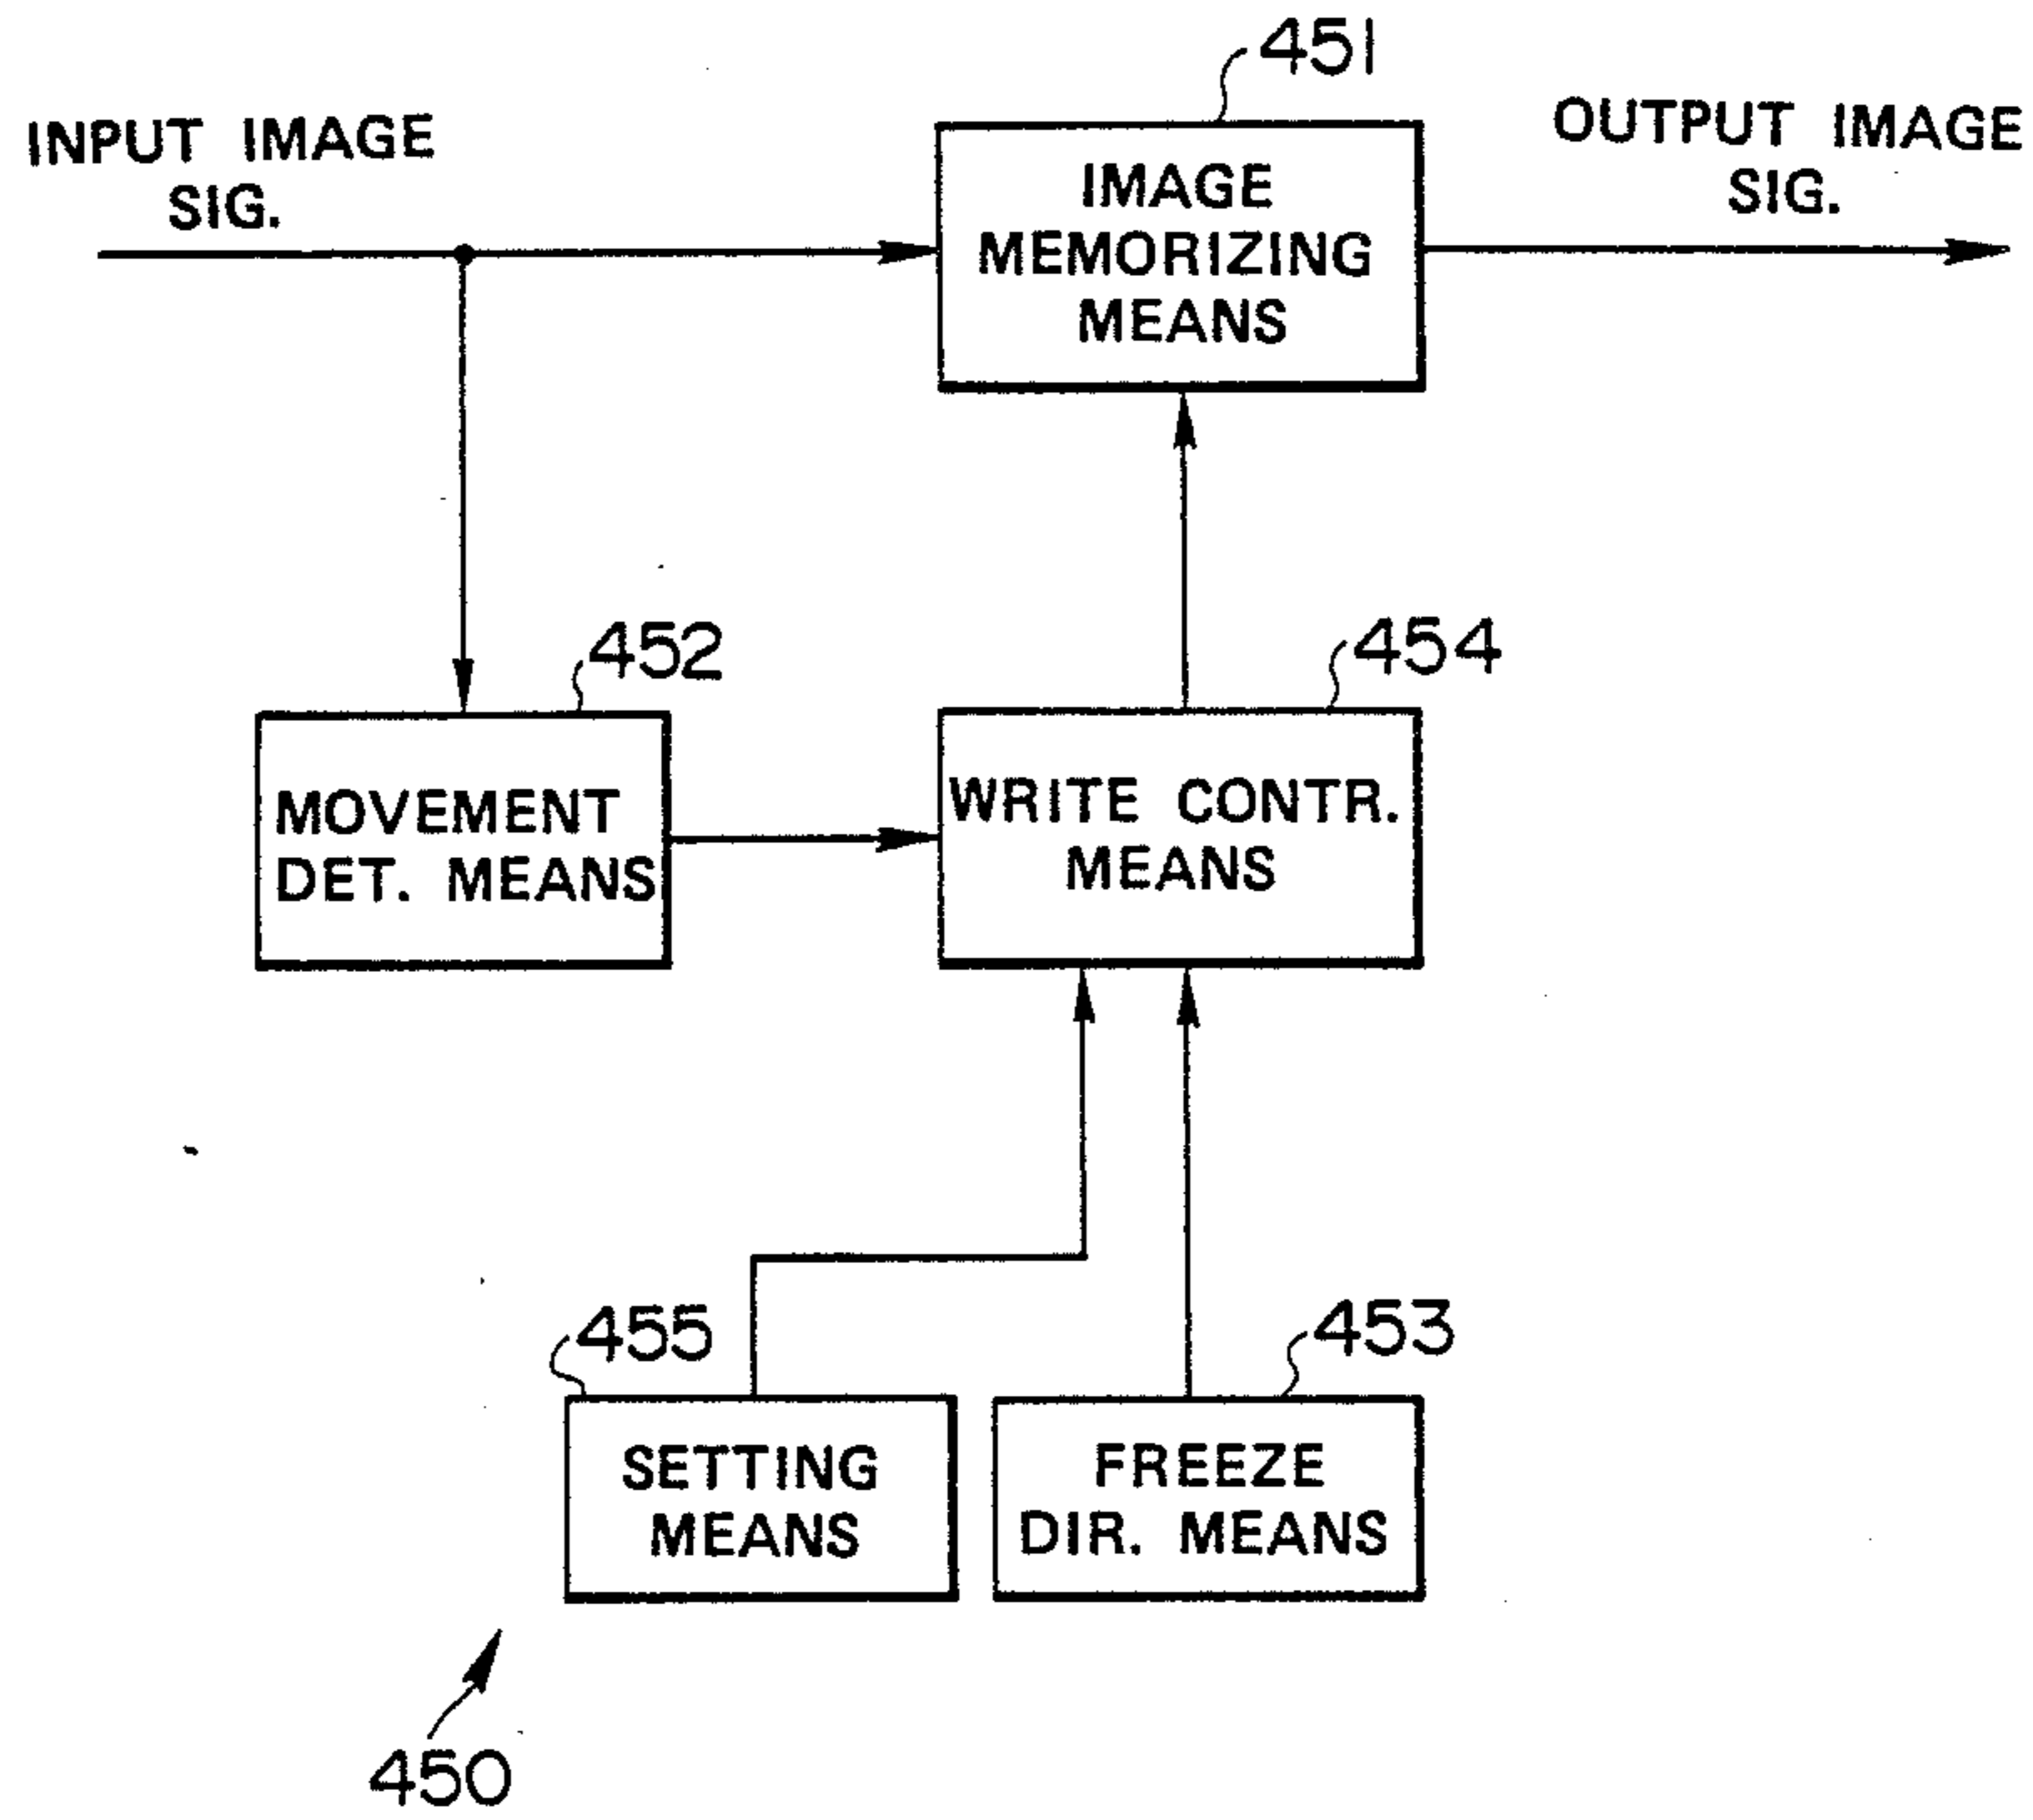 451
INPUT IMAGE
SIG.
IMAGE
MEMORIZING
MEANS
OUTPUT IMAGE
SIG.
452
454
MOVEMENT
DET. MEANS
WRITE CONTR.
MEANS
455
453
SETTING
MEANS
FREEZE
DIR. MEANS
450